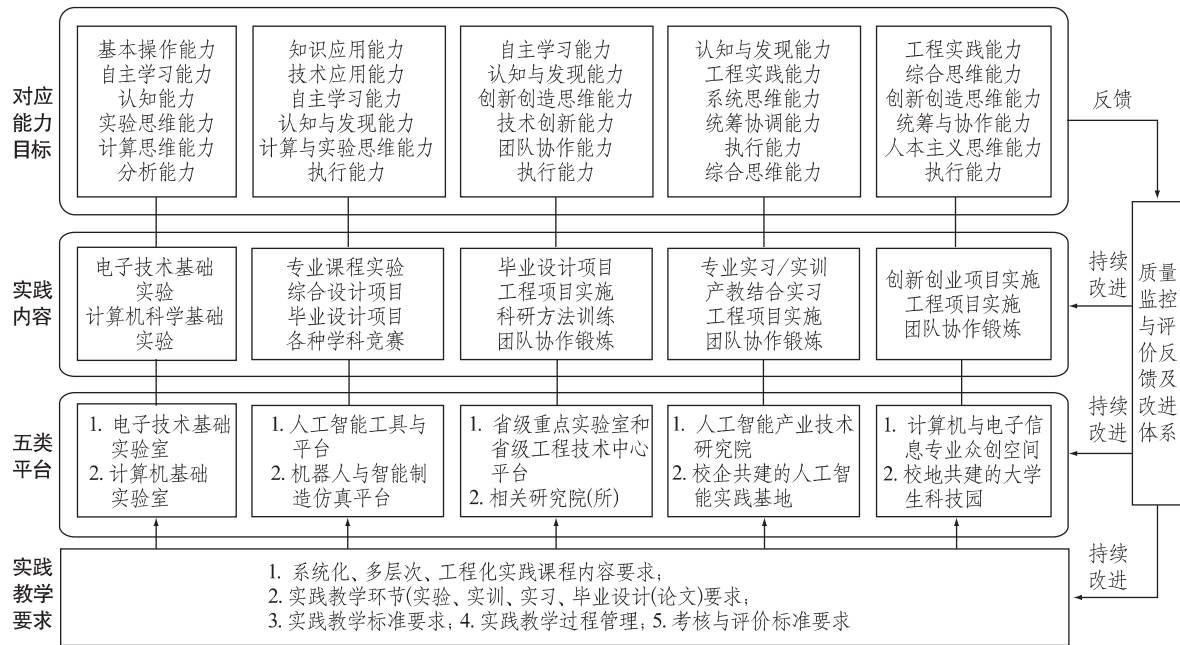 对应
能力
目标
基本操作能力
自主学习能力
认知能力
实验思维能力
计算思维能力
分析能力
知识应用能力
技术应用能力
自主学习能力
认知与发现能力
计算与实验思维能力
执行能力
自主学习能力
认知与发现能力
创新创造思维能力
技术创新能力
团队协作能力
执行能力
认知与发现能力
工程实践能力
系统思维能力
统筹协调能力
执行能力
综合思维能力
工程实践能力
综合思维能力
创新创造思维能力
统筹与协作能力
人本主义思维能力
执行能力
反馈
实践
内容
电子技术基础
实验
计算机科学基础
实验
专业课程实验
综合设计项目
毕业设计项目
各种学科竞赛
毕业设计项目
工程项目实施
科研方法训练
团队协作锻炼
专业实习/实训
产教结合实习
工程项目实施
团队协作锻炼
创新创业项目实施
工程项目实施
团队协作锻炼
持续
改进
质量
监控
与评
价反
馈及
改进
体系
五类
平台
1. 电子技术基础
实验室
2. 计算机基础
实验室
1. 人工智能工具与
平台
2. 机器人与智能制
造仿真平台
1. 省级重点实验室和
省级工程技术中心
平台
2. 相关研究院(所)
1. 人工智能产业技术
研究院
2. 校企共建的人工智
能实践基地
1. 计算机与电子信
息专业众创空间
2. 校地共建的大学
生科技园
持续
改进
实践
教学
要求
1. 系统化、多层次、工程化实践课程内容要求;
2. 实践教学环节(实验、实训、实习、毕业设计(论文)要求;
3. 实践教学标准要求; 4. 实践教学过程管理; 5. 考核与评价标准要求
持续
改进